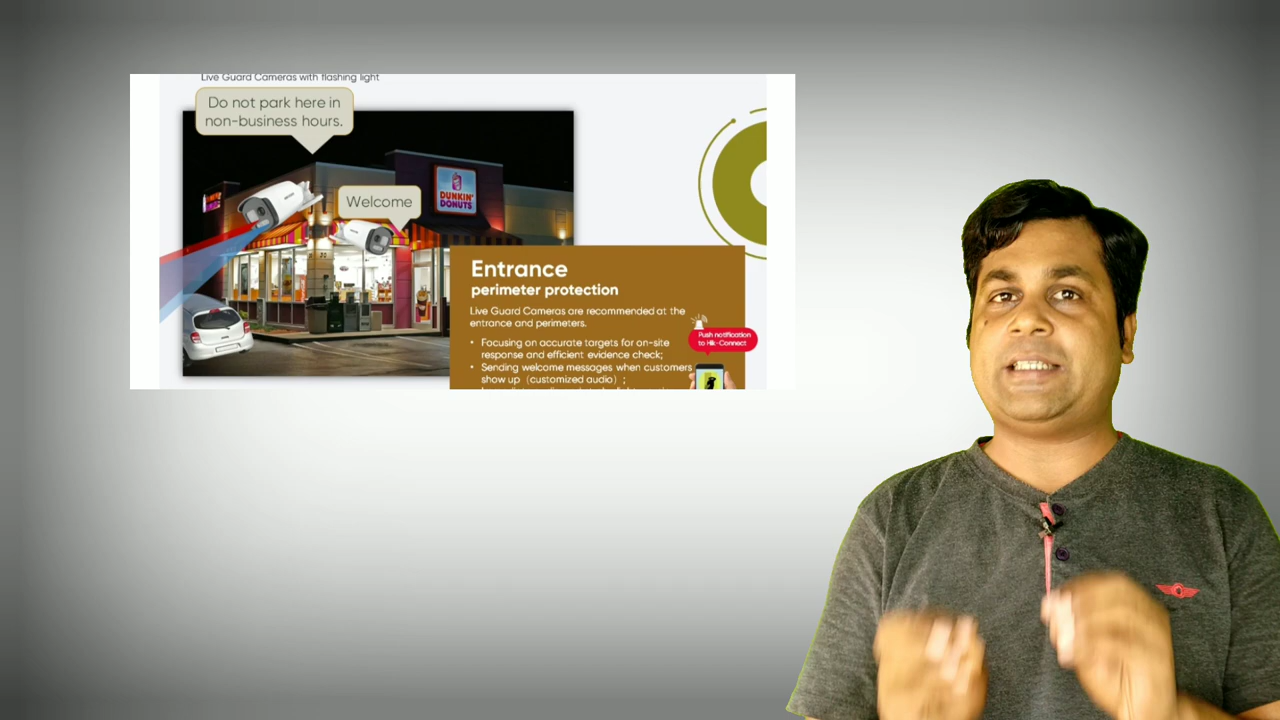 Live Guard Cameras with flashing light
Do not park here in
non-business hours.
Welcome
DUNKIN'
DONUTS
Entrance
perimeter protection
Live Guard Cameras are recommended at the
entrance and perimeters.
• Focusing on accurate targets for on-site
response and efficient evidence check;
• Sending welcome messages when customers
show up (customized audio) ;
Push notification
to Hik-Connect